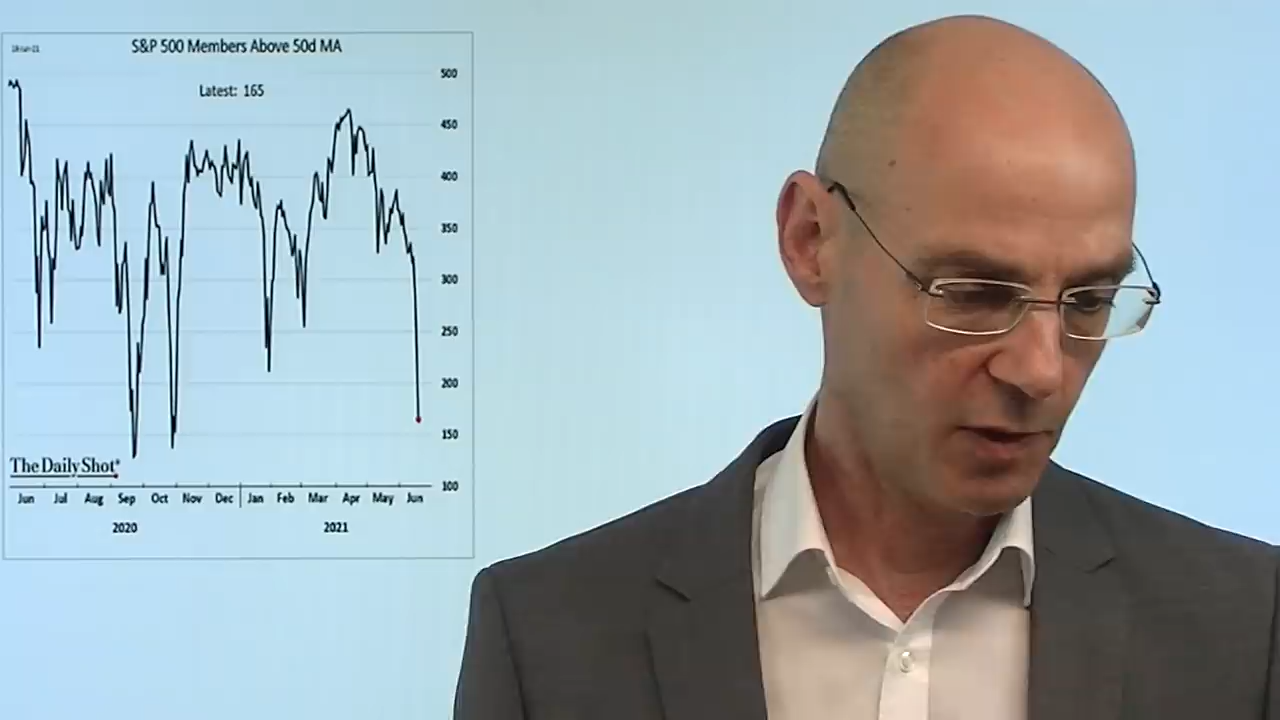 S&P 500 Members Above 50d MA
Latest: 165
500
450
400
350
300
250
200
150
100
The Daily Shot
Jun Jul Aug Sep Oct Nov Dec Jan Feb Mar Apr May Jun
2020 2021